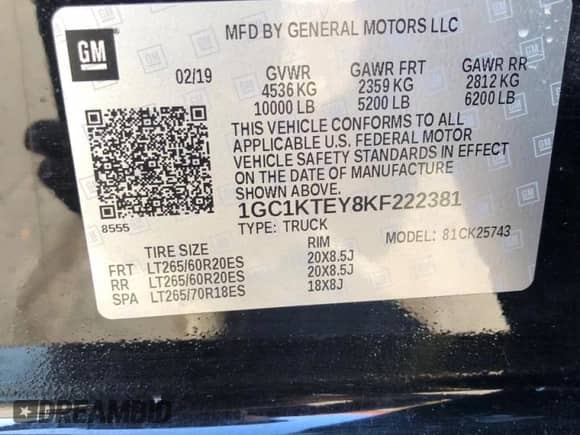 GM
MFD BY GENERAL MOTORS LLC
02/19 GVWR GAWR FRT GAWR RR
4536 KG 2359 KG 2812 KG
10000 LB 5200 LB 6200 LB
THIS VEHICLE CONFORMS TO ALL
APPLICABLE U.S. FEDERAL MOTOR
VEHICLE SAFETY STANDARDS IN EFFECT
ON THE DATE OF MANUFACTURE
SHOWN ABOVE.
8555
1GC1KTEY8KF222381
TYPE: TRUCK MODEL: 81CK25743
TIRE SIZE RIM
FRT LT265/60R20ES 20X8.5J
RR LT265/60R20ES 20X8.5J
SPA LT265/70R18ES 18X8J
DREAMBID